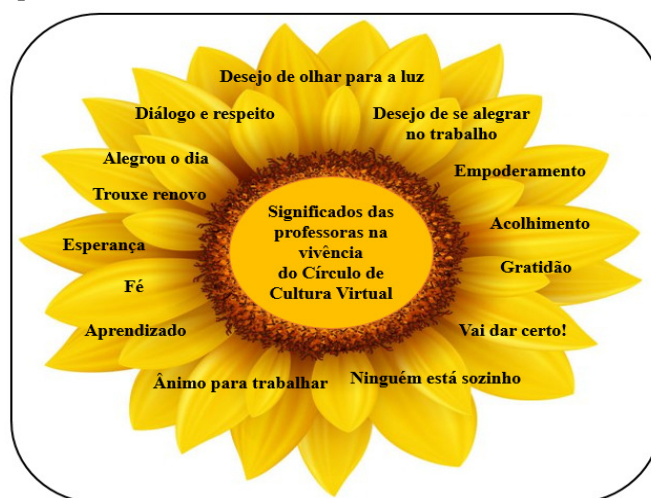 Desejo de olhar para a luz
Diálogo e respeito
Desejo de se alegrar
no trabalho
Alegrou o dia
Empoderamento
Trouxe renovo
Significados das
professoras na
vivência
do Círculo de
Cultura Virtual
Acolhimento
Esperança
Gratidão
Fé
Aprendizado
Vai dar certo!
Ânimo para trabalhar
Ninguém está sozinho